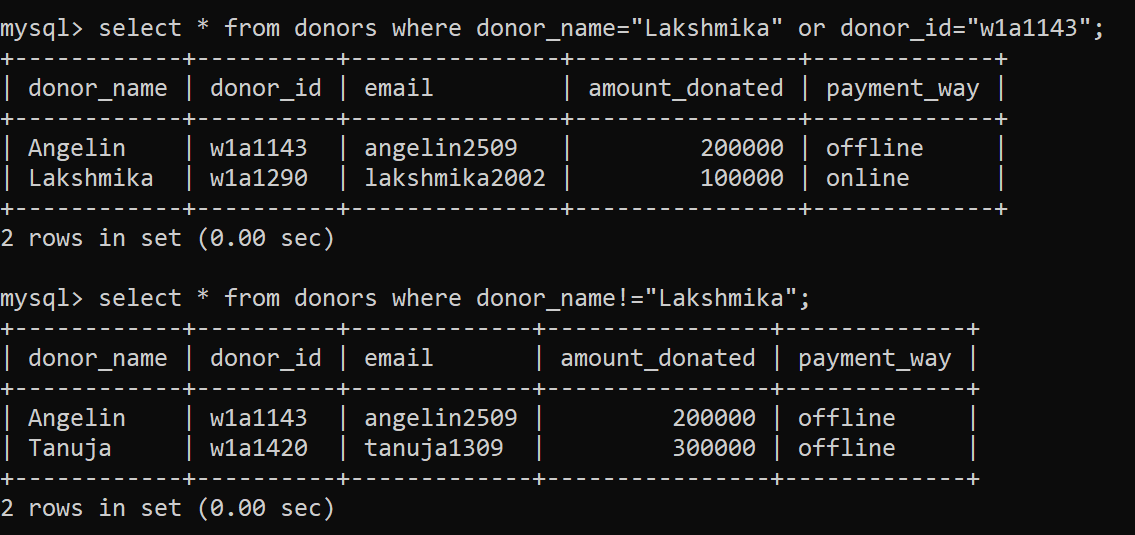 mysql> select * from donors where donor_name="Lakshmika" or donor_id="w1a1143";
+------------+----------+---------------+----------------+-------------+
| donor_name | donor_id | email         | amount_donated | payment_way |
+------------+----------+---------------+----------------+-------------+
| Angelin    | w1a1143  | angelin2509   |         200000 | offline     |
| Lakshmika  | w1a1290  | lakshmika2002 |         100000 | online      |
+------------+----------+---------------+----------------+-------------+
2 rows in set (0.00 sec)

mysql> select * from donors where donor_name!="Lakshmika";
+------------+----------+-------------+----------------+-------------+
| donor_name | donor_id | email       | amount_donated | payment_way |
+------------+----------+-------------+----------------+-------------+
| Angelin    | w1a1143  | angelin2509 |         200000 | offline     |
| Tanuja     | w1a1420  | tanuja1309  |         300000 | offline     |
+------------+----------+-------------+----------------+-------------+
2 rows in set (0.00 sec)